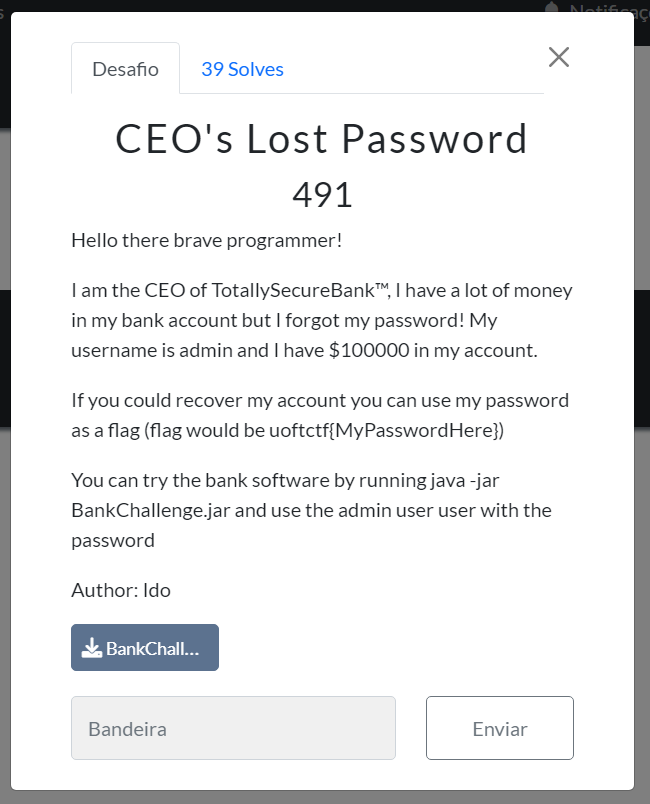 Notificaç
Desafio
39 Solves
CEO's Lost Password
491
Hello there brave programmer!
I am the CEO of TotallySecureBank™, I have a lot of money
in my bank account but I forgot my password! My
username is admin and I have $100000 in my account.
If you could recover my account you can use my password
as a flag (flag would be uoftctf{MyPasswordHere})
You can try the bank software by running java -jar
BankChallenge.jar and use the admin user user with the
password
Author: Ido
BankChall...
Bandeira
Enviar